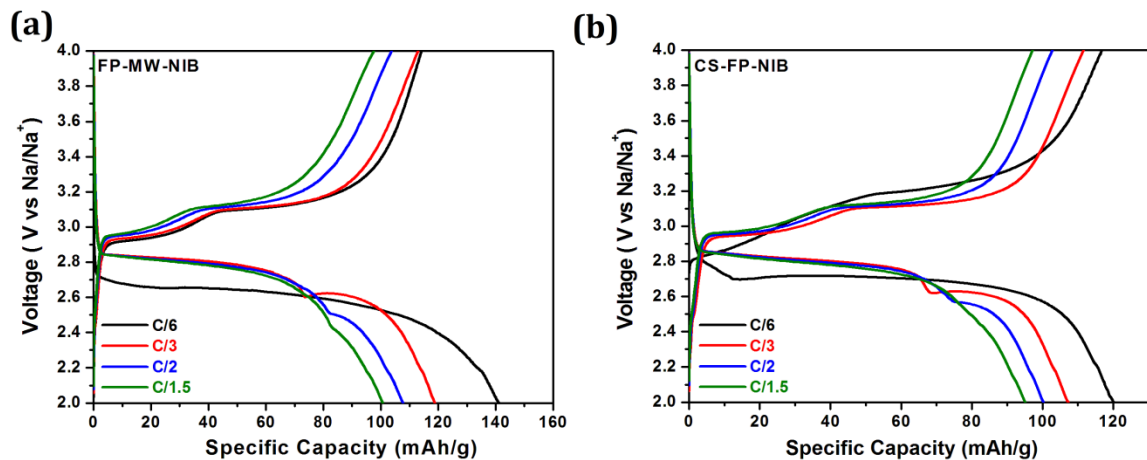 (a)
FP-MW-NIB
Voltage ( V vs Na/Na⁺)
4.0
3.8
3.6
3.4
3.2
3.0
2.8
2.6
2.4
2.2
2.0
C/6
C/3
C/2
C/1.5
0 20 40 60 80 100 120 140 160
Specific Capacity (mAh/g)
(b)
CS-FP-NIB
Voltage ( V vs Na/Na⁺)
4.0
3.8
3.6
3.4
3.2
3.0
2.8
2.6
2.4
2.2
2.0
C/6
C/3
C/2
C/1.5
0 20 40 60 80 100 120
Specific Capacity (mAh/g)